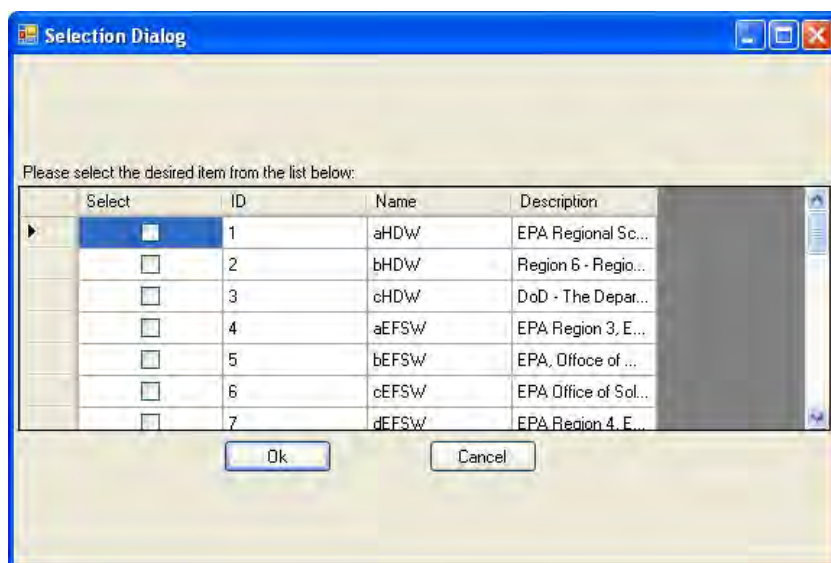 Selection Dialog
Please select the desired item from the list below:
Select ID Name Description
1 aHDW EPA Regional Sc...
2 bHDW Region 6 - Regio...
3 cHDW DoD - The Depar...
4 aEFSW EPA Region 3, E...
5 bEFSW EPA, Offoce of ...
6 cEFSW EPA Office of Sol...
7 dEFSW EPA Region 4, E...
Ok Cancel